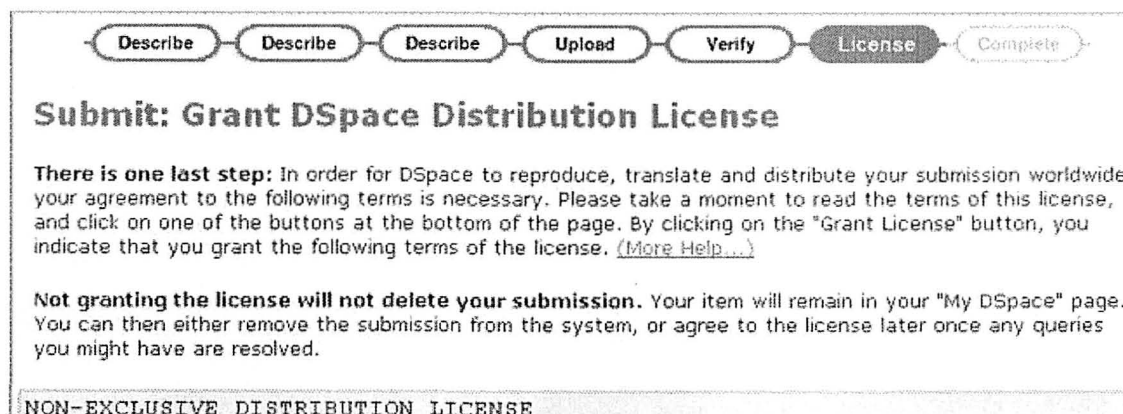 Describe Describe Describe Upload Verify License Complete
Submit: Grant DSpace Distribution License
There is one last step: In order for DSpace to reproduce, translate and distribute your submission worldwide
your agreement to the following terms is necessary. Please take a moment to read the terms of this license,
and click on one of the buttons at the bottom of the page. By clicking on the "Grant License" button, you
indicate that you grant the following terms of the license. (More Help...)
Not granting the license will not delete your submission. Your item will remain in your "My DSpace" page.
You can then either remove the submission from the system, or agree to the license later once any queries
you might have are resolved.
NON-EXCLUSIVE DISTRIBUTION LICENSE